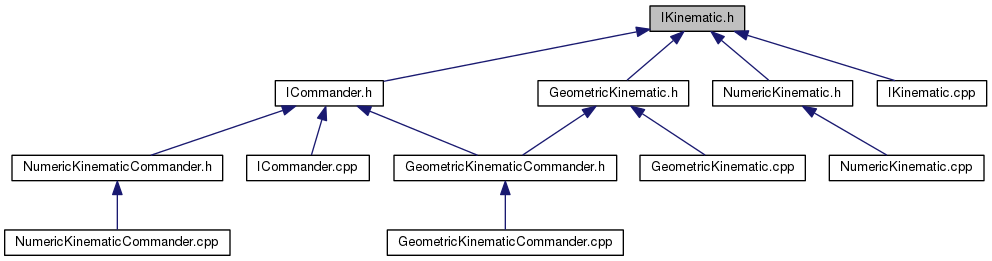 IKinematic.h
ICommander.h
GeometricKinematic.h
NumericKinematic.h
IKinematic.cpp
NumericKinematicCommander.h
ICommander.cpp
GeometricKinematicCommander.h
GeometricKinematic.cpp
NumericKinematic.cpp
NumericKinematicCommander.cpp
GeometricKinematicCommander.cpp